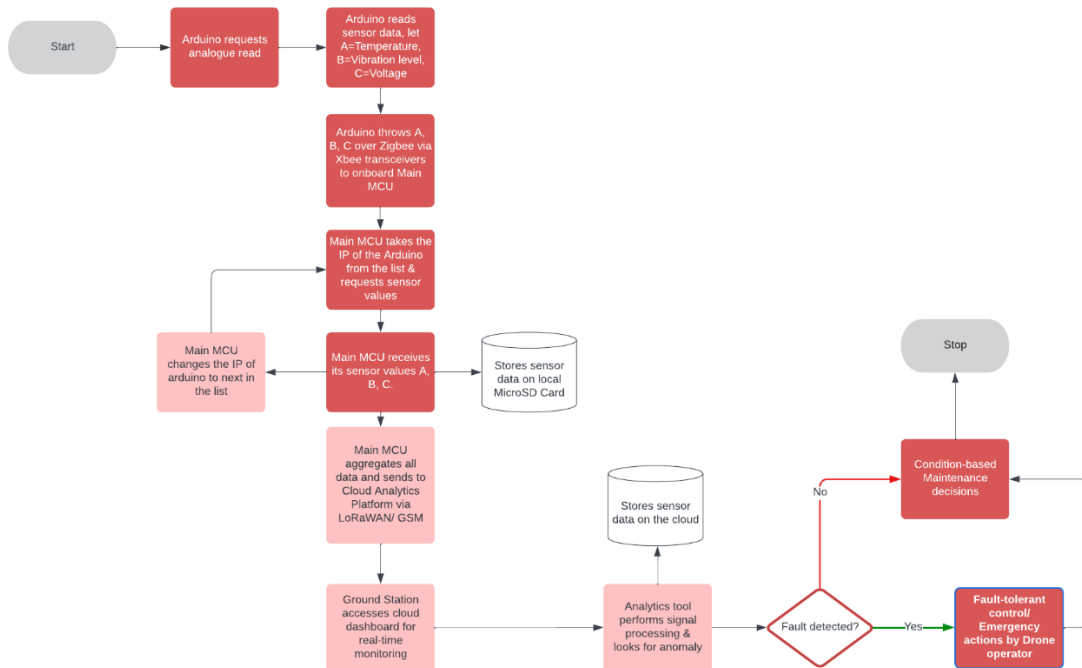 Start
Arduino requests
analogue read
Arduino reads
sensor data, let
A=Temperature,
B=Vibration level,
C=Voltage
Arduino throws A,
B, C over Zigbee via
Xbee transceivers
to onboard Main
MCU
Main MCU takes the
IP of the Arduino
from the list &
requests sensor
values
Main MCU
changes the IP of
arduino to next in
the list
Main MCU receives
its sensor values A,
B, C.
Stores sensor
data on local
MicroSD Card
Main MCU
aggregates all
data and sends to
Cloud Analytics
Platform via
LoRaWAN/ GSM
Ground Station
accesses cloud
dashboard for
real-time
monitoring
Stores sensor
data on the cloud
Analytics tool
performs signal
processing &
looks for anomaly
Fault detected?
No
Yes
Stop
Condition-based
Maintenance
decisions
Fault-tolerant
control/
Emergency
actions by Drone
operator